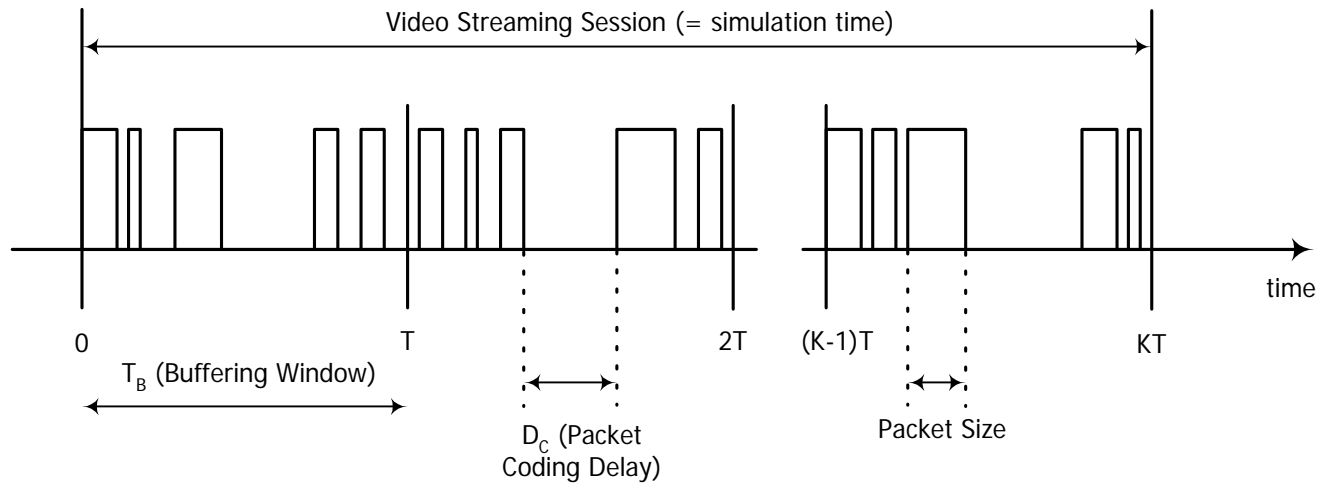 Video Streaming Session (= simulation time)
time
0
T
2T
(K-1)T
KT
T_B (Buffering Window)
D_C (Packet
Coding Delay)
Packet Size